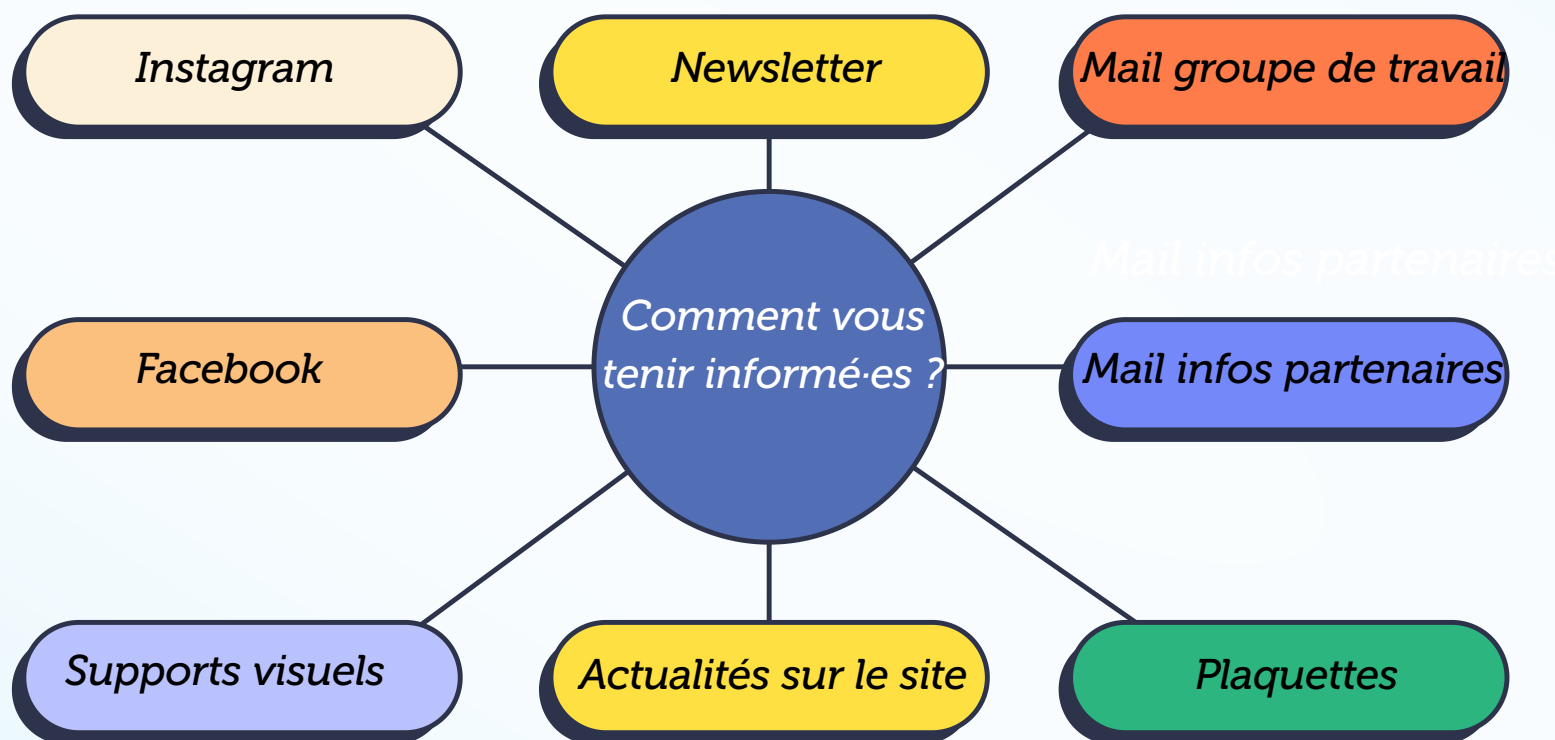 Instagram
Newsletter
Mail groupe de travail
Mail infos partenaires
Comment vous
tenir informé·es ?
Facebook
Mail infos partenaires
Supports visuels
Actualités sur le site
Plaquettes